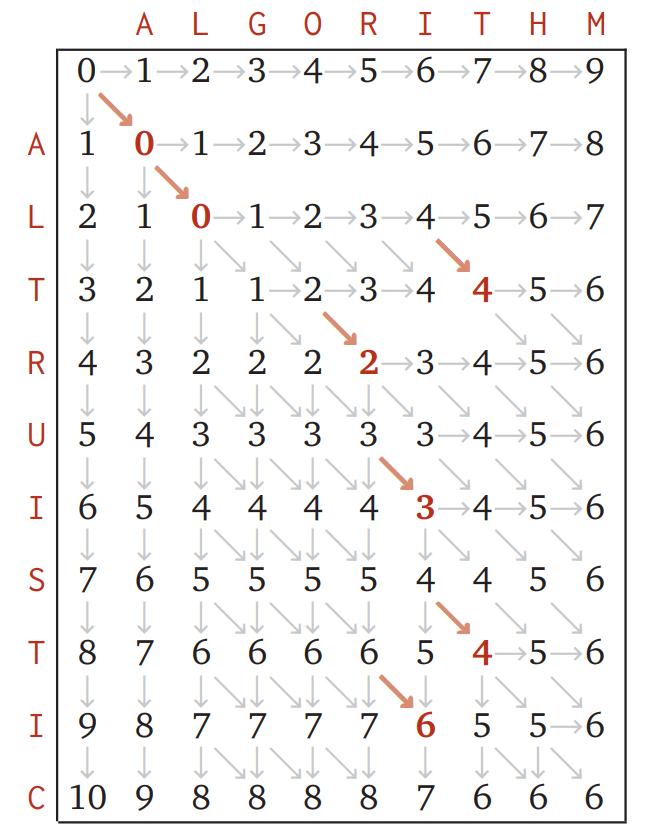 A L G O R I T H M
0→1→2→3→4→5→6→7→8→9
A 1 0→1→2→3→4→5→6→7→8
L 2 1 0→1→2→3→4→5→6→7
T 3 2 1 1→2→3→4 4→5→6
R 4 3 2 2 2 2→3→4→5→6
U 5 4 3 3 3 3 3→4→5→6
I 6 5 4 4 4 4 3→4→5→6
S 7 6 5 5 5 5 4 4 5 6
T 8 7 6 6 6 6 5 4→5→6
I 9 8 7 7 7 7 6 5 5→6
C 10 9 8 8 8 8 7 6 6 6